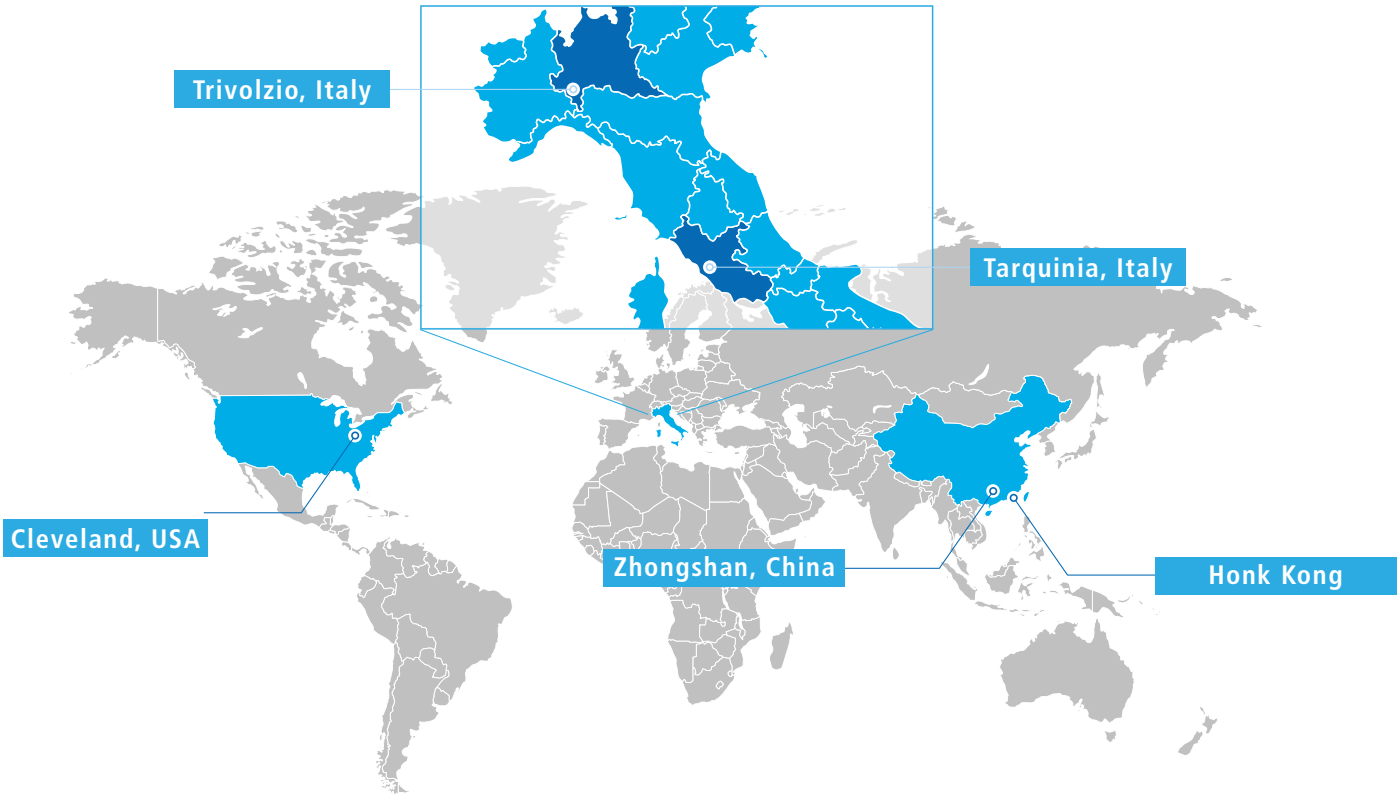 Trivolzio, Italy
Tarquinia, Italy
Cleveland, USA
Zhongshan, China
Honk Kong